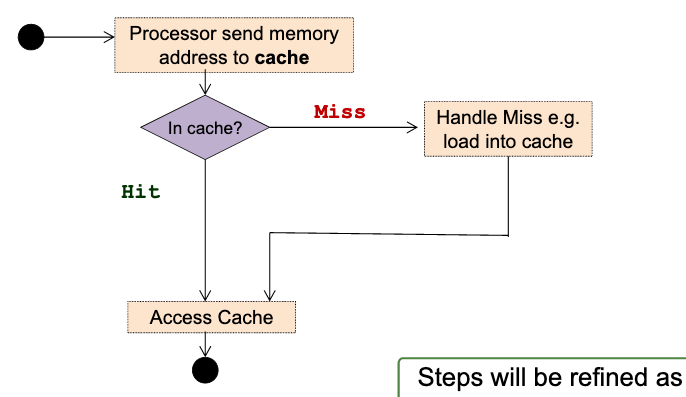 Processor send memory
address to cache
In cache?
Miss
Handle Miss e.g.
load into cache
Hit
Access Cache
Steps will be refined as